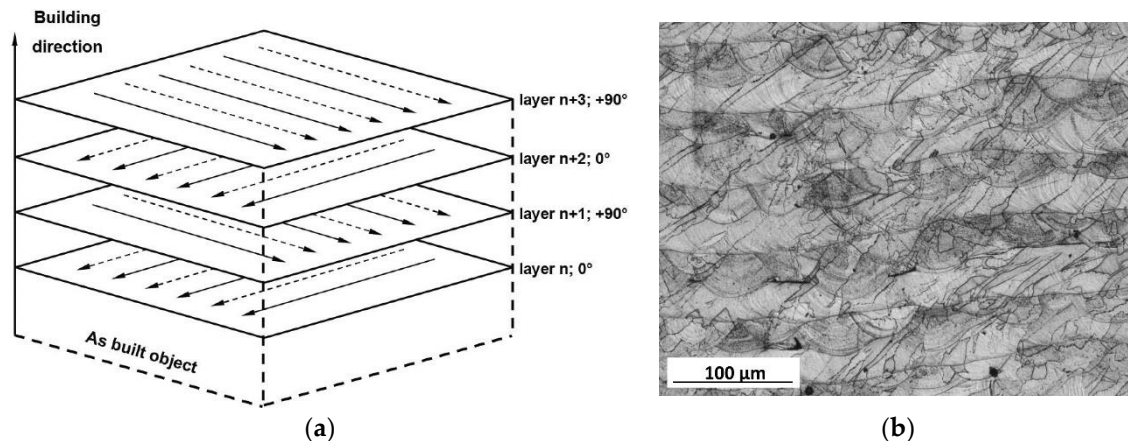 Building
direction
layer n+3; +90°
layer n+2; 0°
layer n+1; +90°
layer n; 0°
As built object
100 µm
(a)
(b)